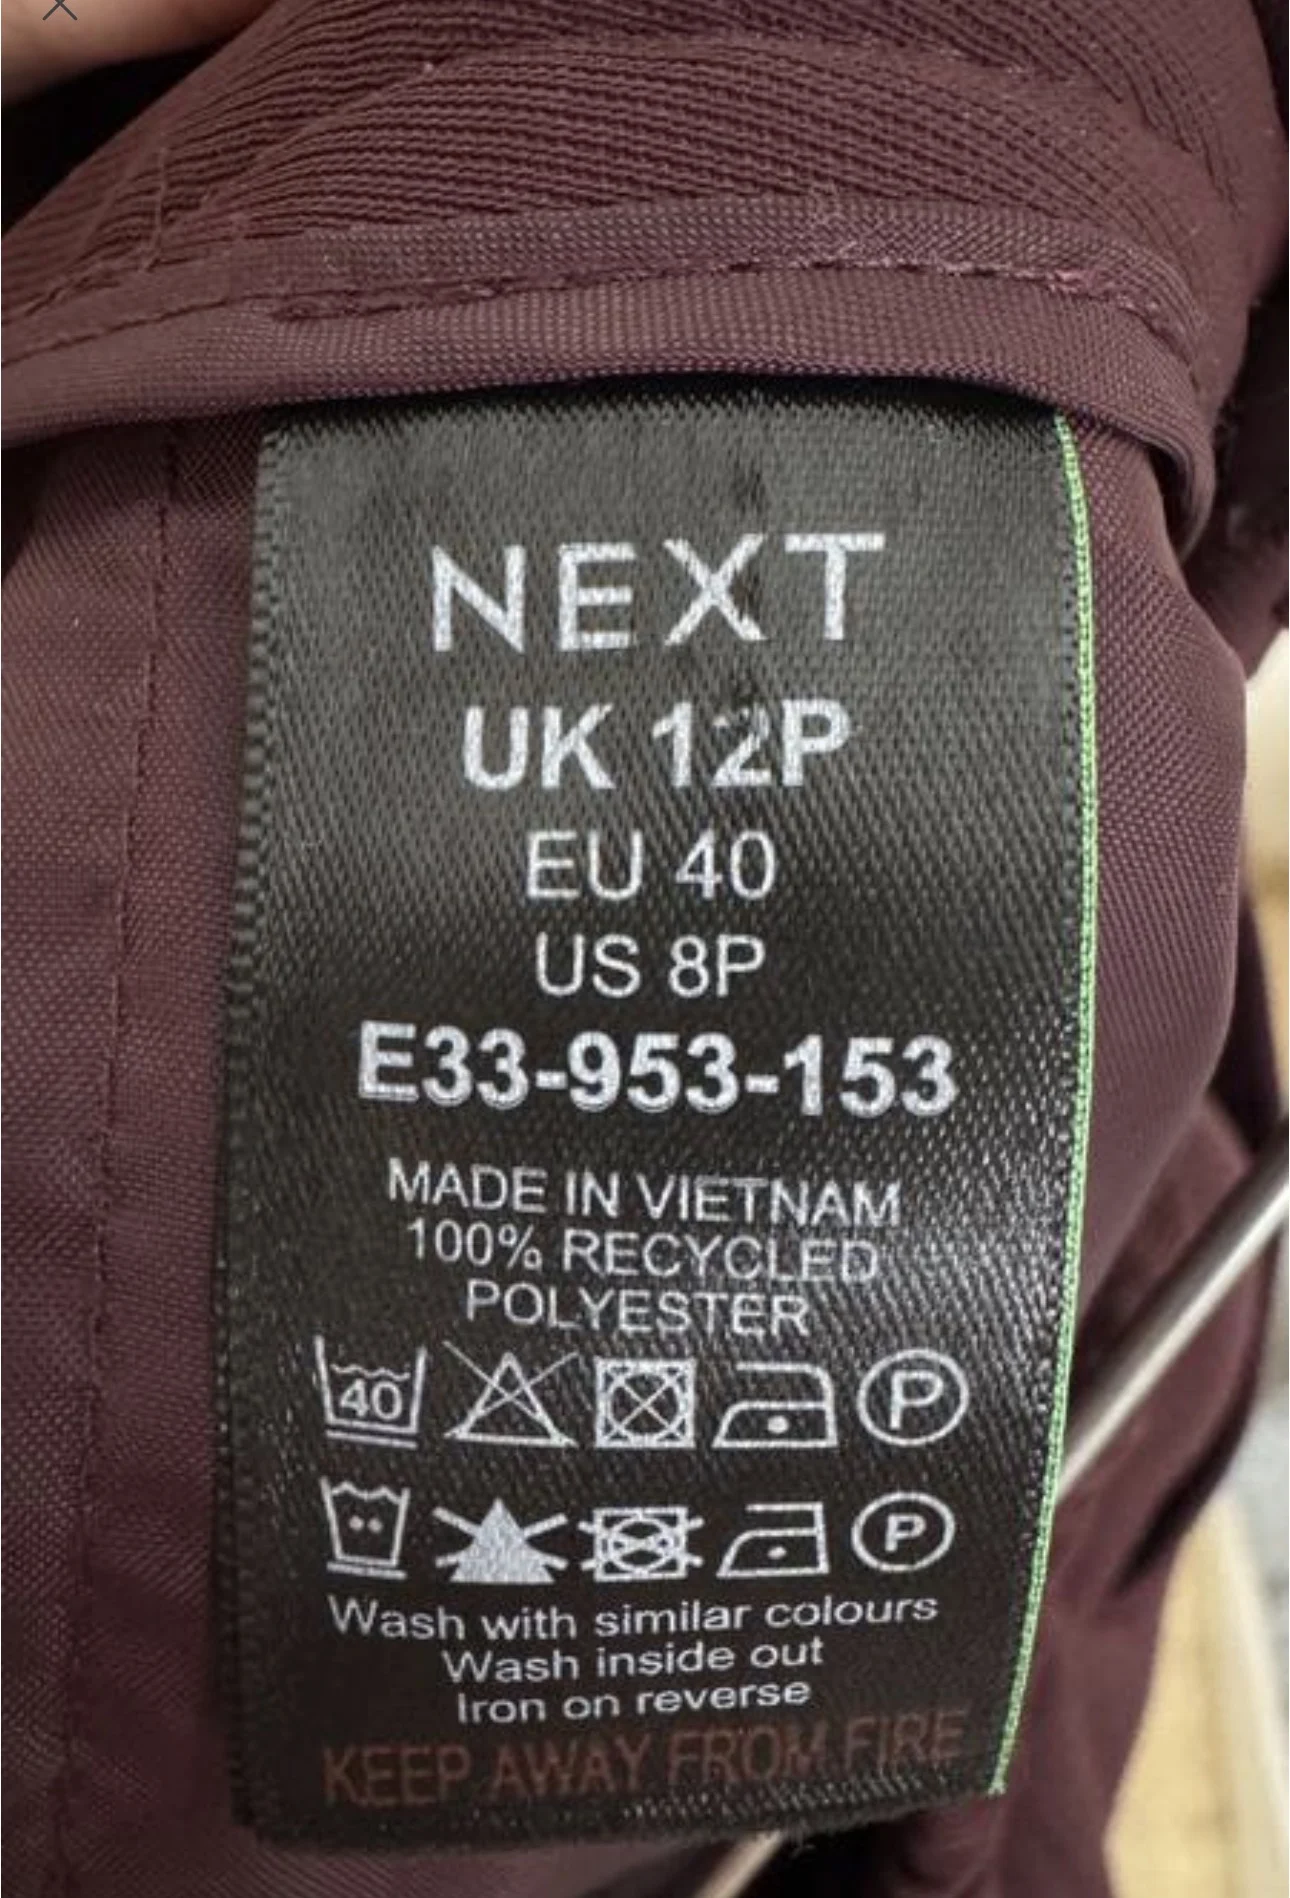 NEXT
UK 12P
EU 40
US 8P
E33-953-153
MADE IN VIETNAM
100% RECYCLED
POLYESTER
40 P
P
Wash with similar colours
Wash inside out
Iron on reverse
KEEP AWAY FROM FIRE